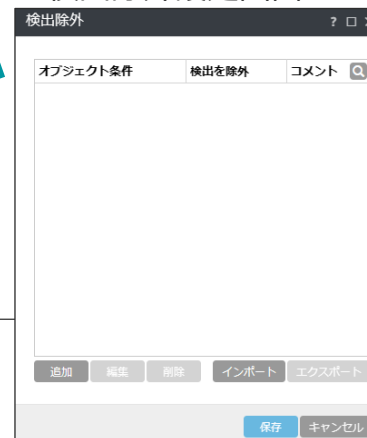 検出除外
?
オブジェクト条件 検出を除外 コメント
追加 編集 削除 インポート エクスポート
保存 キャンセル